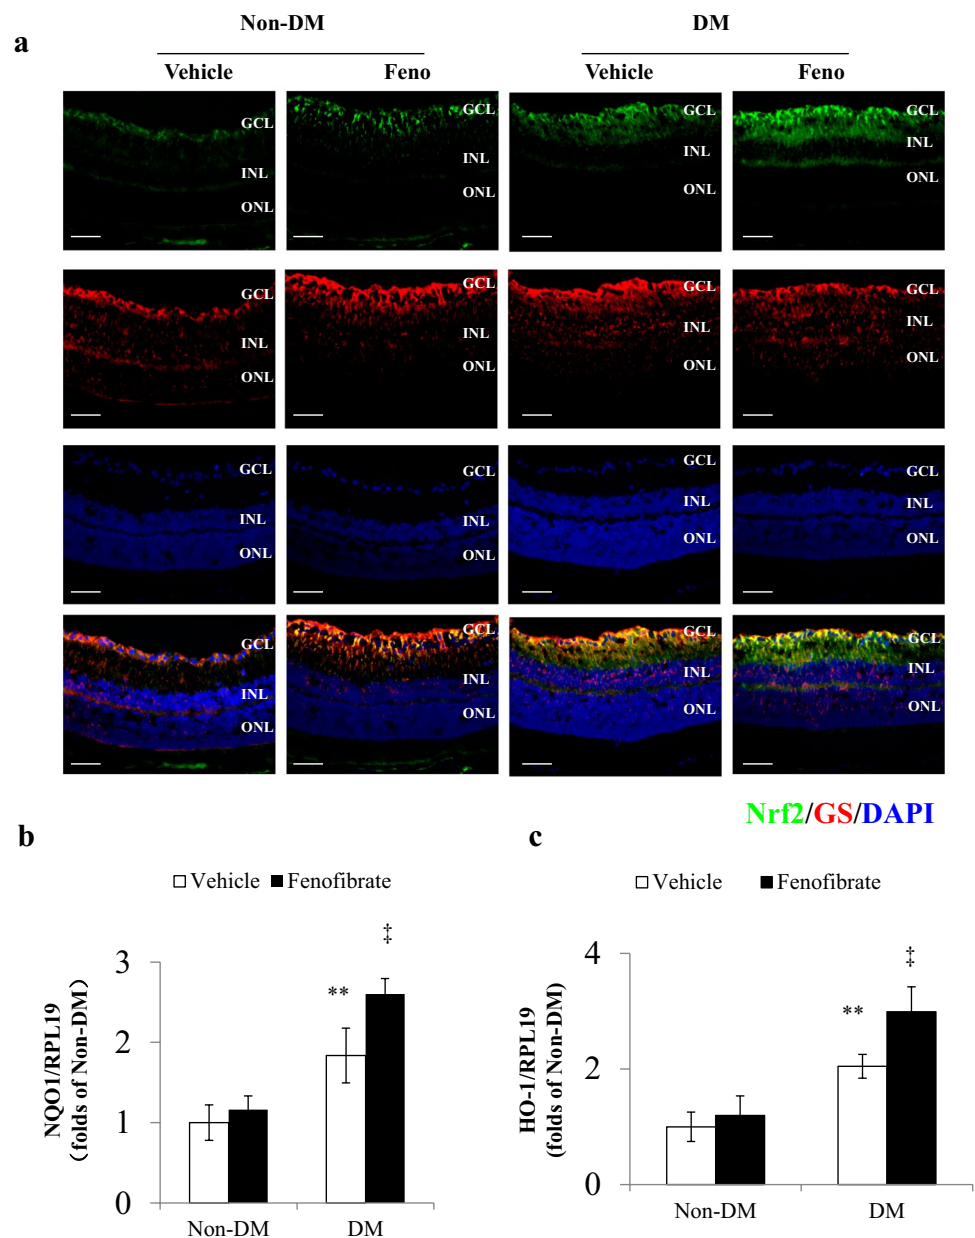 a
Non-DM DM
Vehicle Feno Vehicle Feno
GCL GCL GCL GCL
INL INL INL INL
ONL ONL ONL ONL
GCL GCL GCL GCL
INL INL INL INL
ONL ONL ONL ONL
GCL GCL GCL GCL
INL INL INL INL
ONL ONL ONL ONL
GCL GCL GCL GCL
INL INL INL INL
ONL ONL ONL ONL
Nrf2/GS/DAPI
b
Vehicle Fenofibrate
NQO1/RPL19
(folds of Non-DM)
3
2
1
0
**
‡
Non-DM DM
c
Vehicle Fenofibrate
HO-1/RPL19
(folds of Non-DM)
4
2
0
**
‡
Non-DM DM